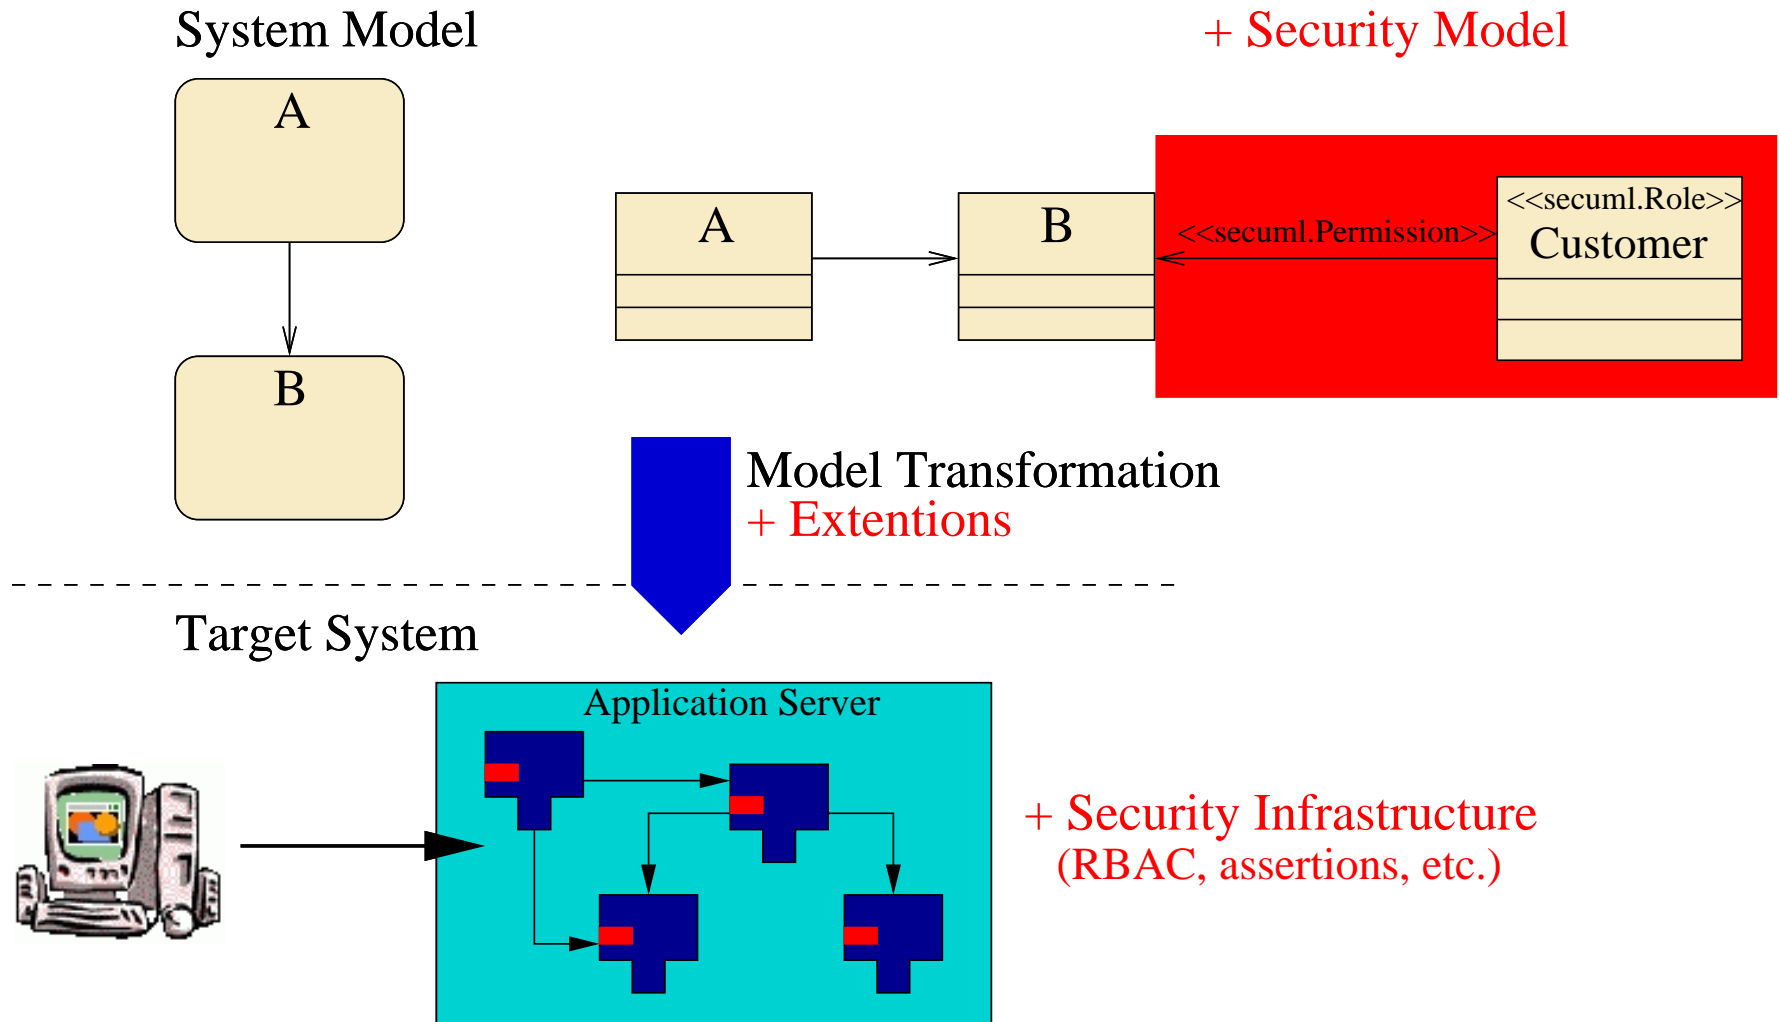 System Model
+ Security Model
A
A
B
<<secuml.Permission>>
<<secuml.Role>>
Customer
B
Model Transformation
+ Extentions
Target System
Application Server
+ Security Infrastructure
(RBAC, assertions, etc.)